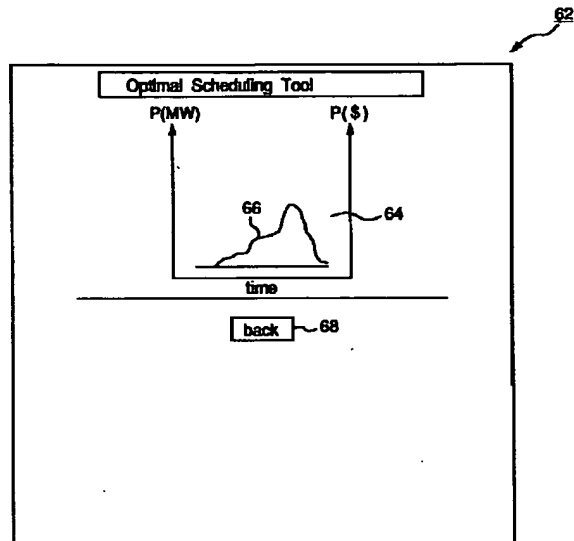 62
Optimal Scheduling Tool
P(MW)
P($)
66
64
time
back
68